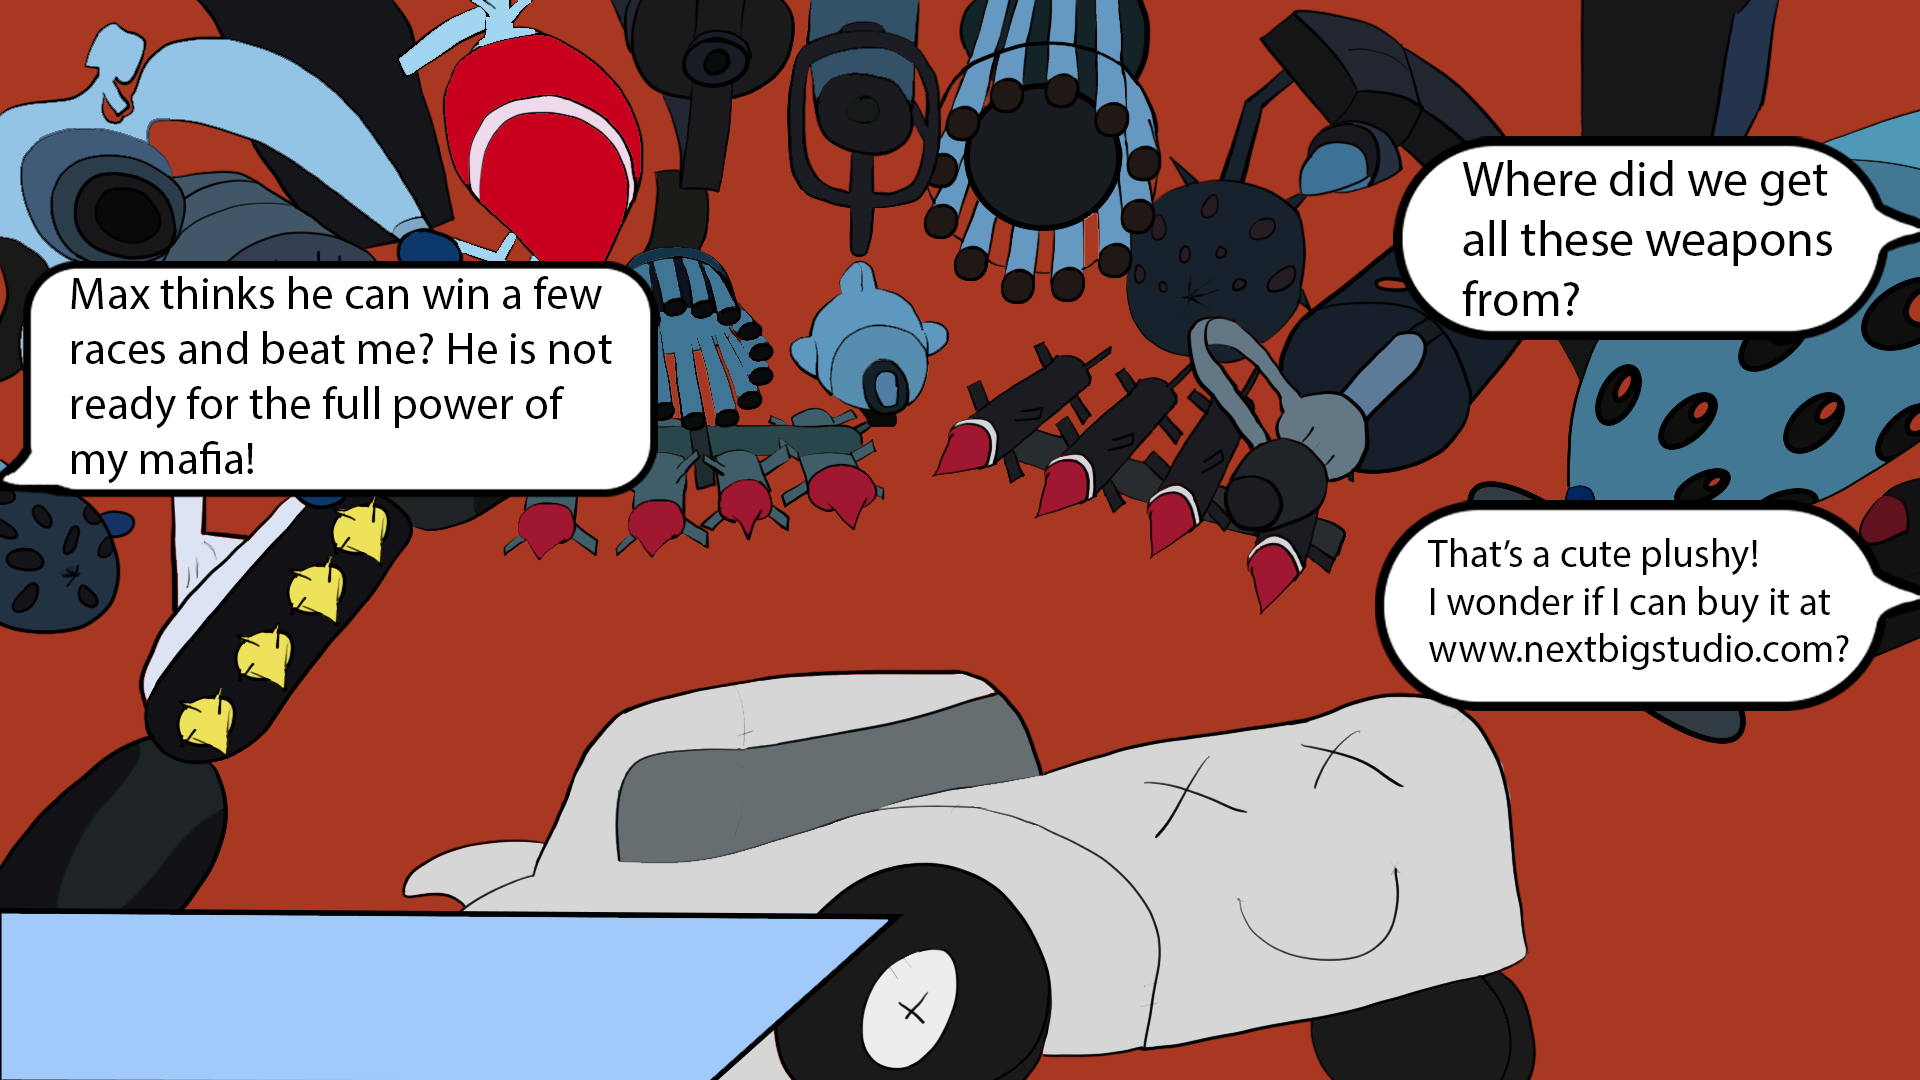 Max thinks he can win a few
races and beat me? He is not
ready for the full power of
my mafia!
Where did we get
all these weapons
from?
That's a cute plushy!
I wonder if I can buy it at
www.nextbigstudio.com?